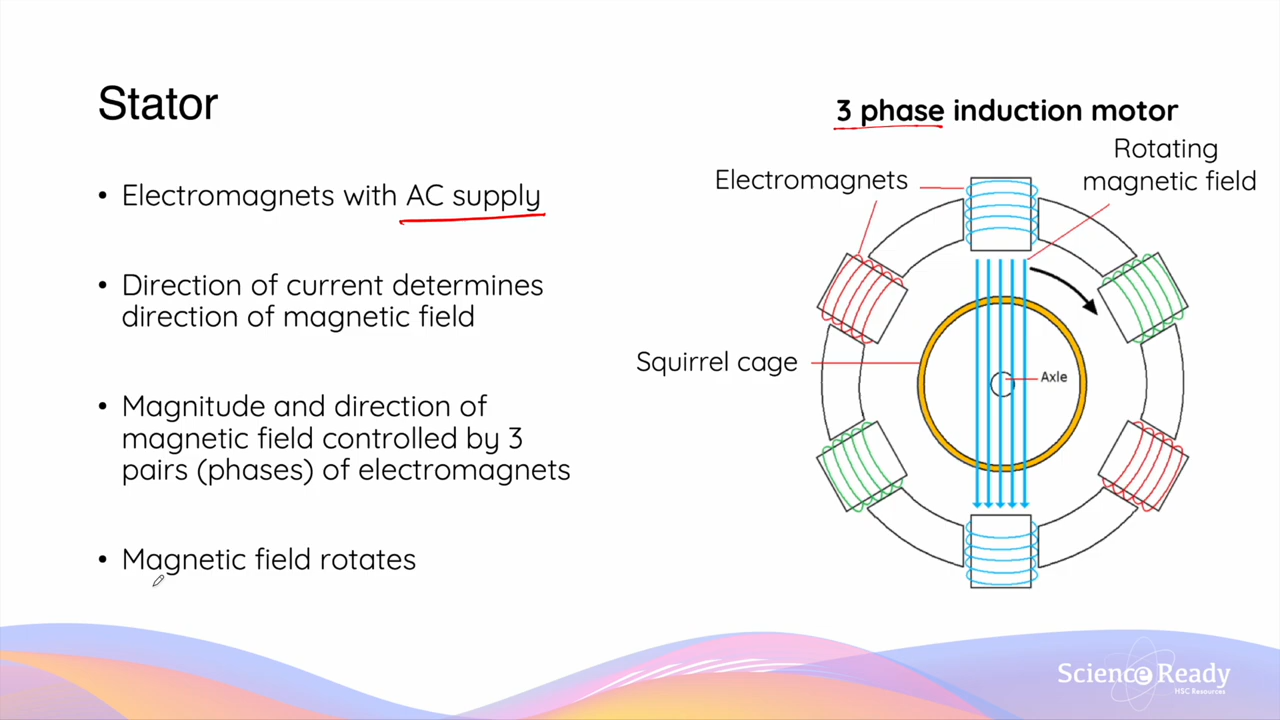 Stator
• Electromagnets with AC supply
• Direction of current determines
direction of magnetic field
• Magnitude and direction of
magnetic field controlled by 3
pairs (phases) of electromagnets
• Magnetic field rotates
3 phase induction motor
Rotating
magnetic field
Electromagnets
Squirrel cage
Axle
Science Ready
HSC Resources